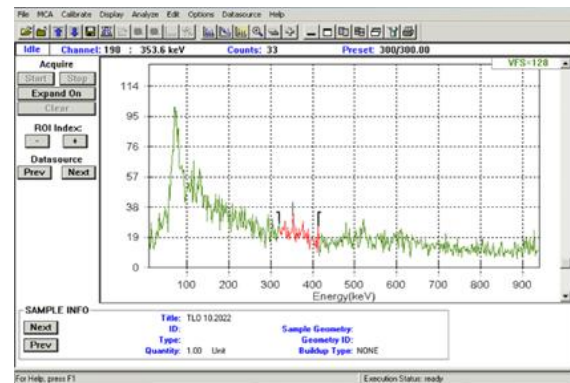 File MCA Calibrate Display Analyze Edit Options Datasource Help
Idle Channel: 198 : 353.6 keV Counts: 33 Preset: 300/300.00
Acquire
Start Stop
Expand On
Clear
ROI Index:
- +
Datasource
Prev Next
VFS=128
114
95
76
57
38
19
0
100 200 300 400 500 600 700 800 900
Energy(keV)
SAMPLE INFO
Next
Prev
Title: TLO 10.2022
ID:
Type:
Quantity: 1.00 Unit
Sample Geometry:
Geometry ID:
Buildup Type: NONE
For Help, press F1
Execution Status: ready